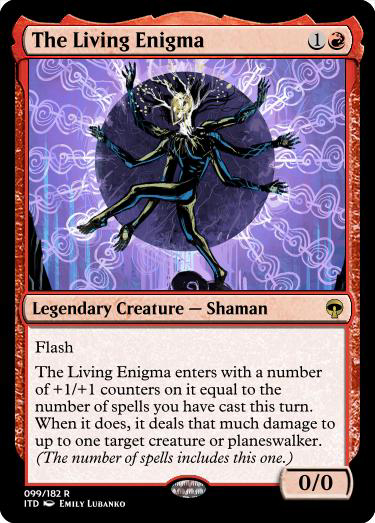 The Living Enigma 1
Legendary Creature — Shaman
Flash
The Living Enigma enters with a number
of +1/+1 counters on it equal to the
number of spells you have cast this turn.
When it does, it deals that much damage to
up to one target creature or planeswalker.
(The number of spells includes this one.)
0/0
099/182 R
ITD EMILY LUBANKO